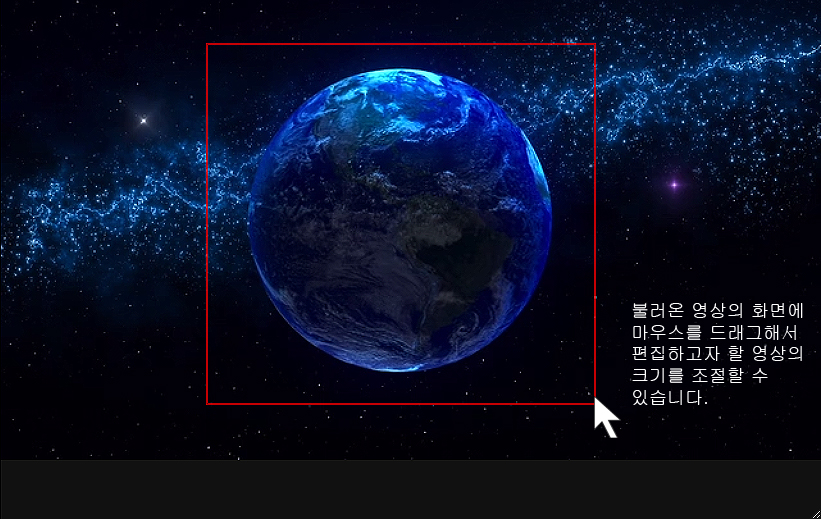 불러온 영상의 화면에
마우스를 드래그해서
편집하고자 할 영상의
크기를 조절할 수
있습니다.